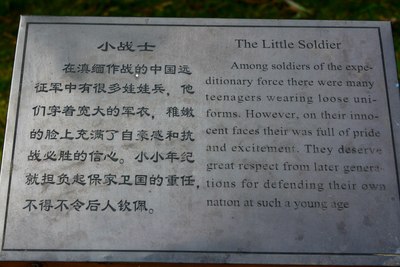 小战士
在滇缅作战的中国远
征军中有很多娃娃兵，他
们穿着宽大的军衣，稚嫩
的脸上充满了自豪感和抗
战必胜的信心。小小年纪
就担负起保家卫国的重任，
不得不令后人钦佩。
The Little Soldier
Among soldiers of the expe-
ditionary force there were many
teenagers wearing loose uni-
forms. However, on their inno-
cent faces their was full of pride
and excitement. They deserve
great respect from later genera-
tions for defending their own
nation at such a young age